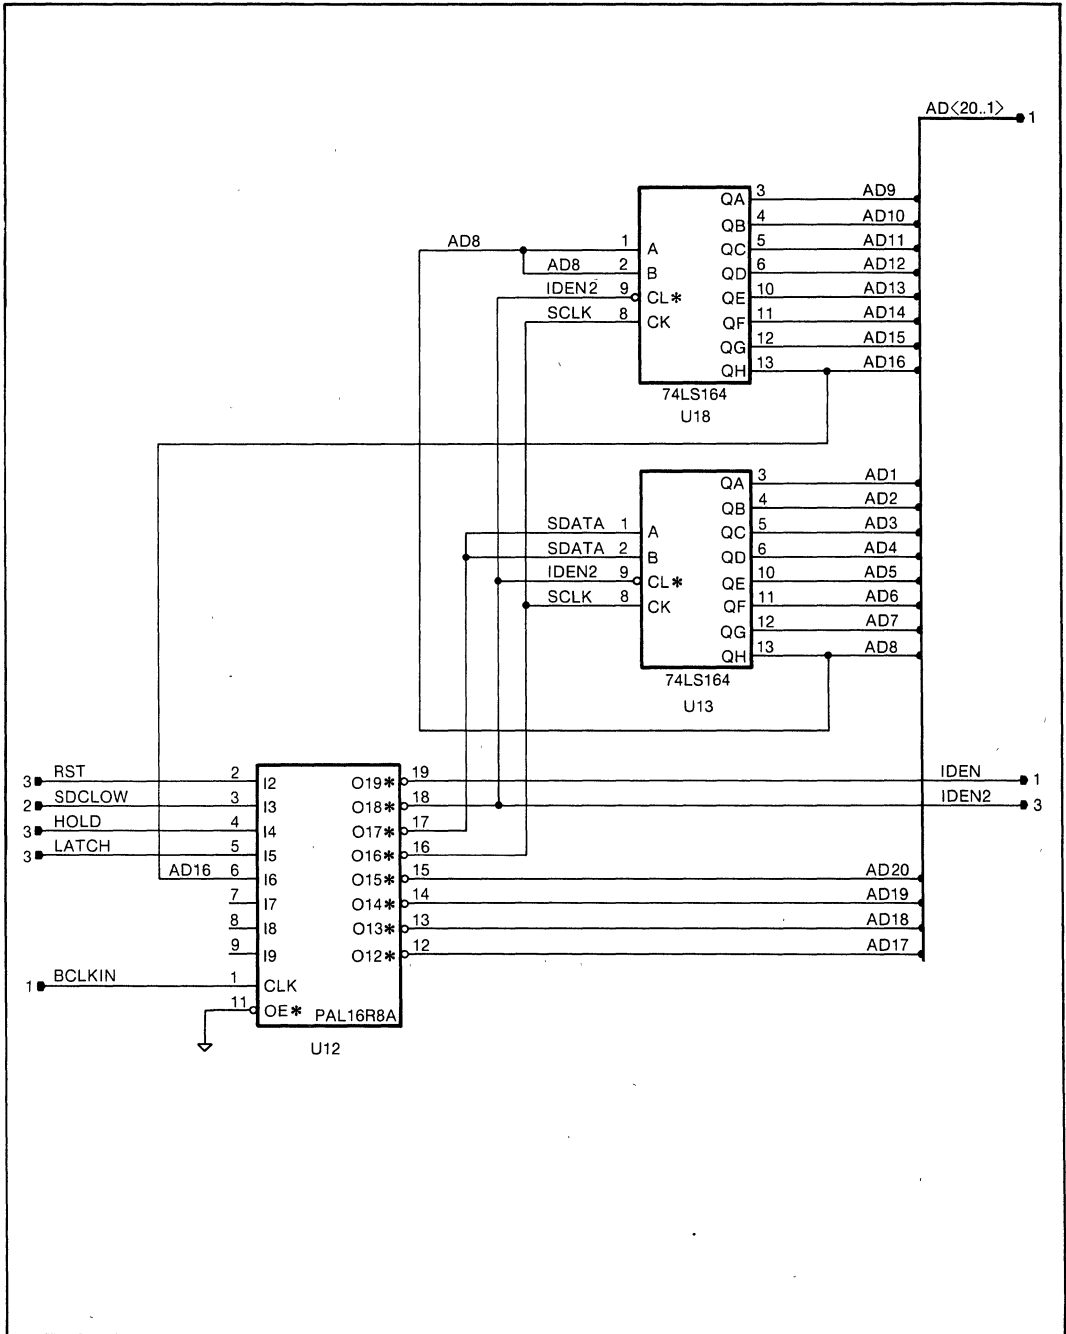 AD<20..1> 1
QA 3 AD9
QB 4 AD10
AD8 1 A QC 5 AD11
AD8 2 B QD 6 AD12
IDEN2 9 CL* QE 10 AD13
SCLK 8 CK QF 11 AD14
QG 12 AD15
QH 13 AD16
74LS164
U18
QA 3 AD1
QB 4 AD2
SDATA 1 A QC 5 AD3
SDATA 2 B QD 6 AD4
IDEN2 9 CL* QE 10 AD5
SCLK 8 CK QF 11 AD6
QG 12 AD7
QH 13 AD8
74LS164
U13
3 RST 2 I2 O19* 19 IDEN 1
2 SDCLOW 3 I3 O18* 18 IDEN2 3
3 HOLD 4 I4 O17* 17
3 LATCH 5 I5 O16* 16
AD16 6 I6 O15* 15 AD20
7 I7 O14* 14 AD19
8 I8 O13* 13 AD18
9 I9 O12* 12 AD17
1 BCLKIN 1 CLK
11 OE* PAL16R8A
U12